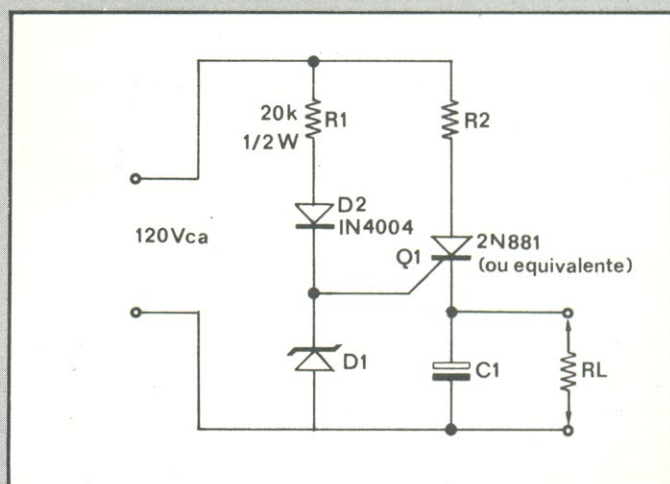 20k
R1
1/2 W
R2
D2
IN4004
120Vca
2N881
Q1
(ou equivalente)
D1
C1
RL